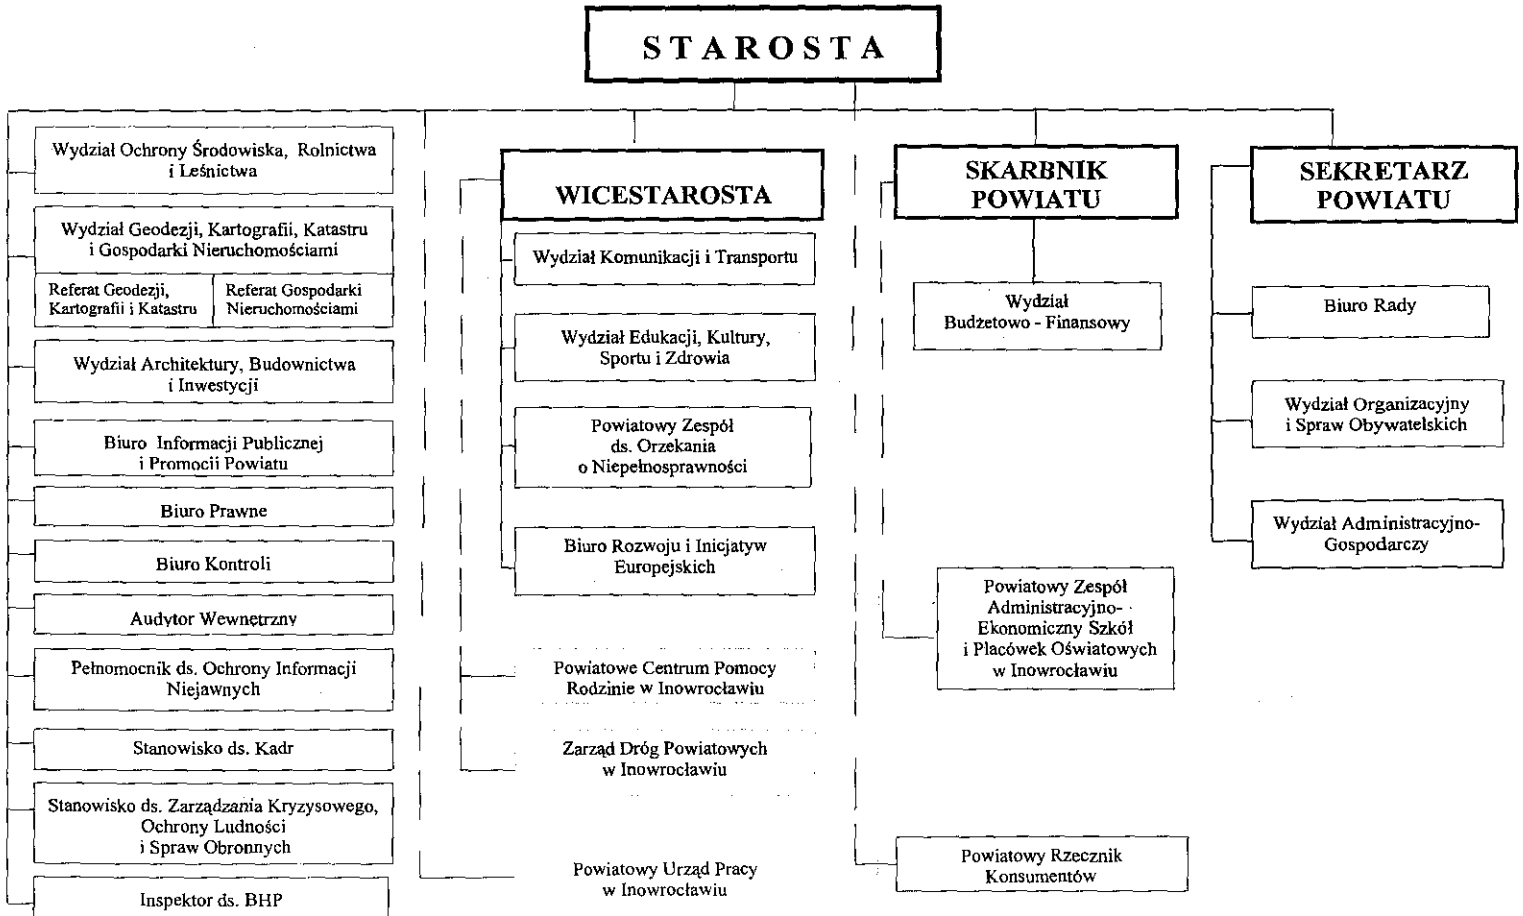 STAROSTA
Wydział Ochrony Środowiska, Rolnictwa
i Leśnictwa
Wydział Geodezji, Kartografii, Katastru
i Gospodarki Nieruchomościami
Referat Geodezji,
Kartografii i Katastru
Referat Gospodarki
Nieruchomościami
Wydział Architektury, Budownictwa
i Inwestycji
Biuro Informacji Publicznej
i Promocji Powiatu
Biuro Prawne
Biuro Kontroli
Audytor Wewnętrzny
Pełnomocnik ds. Ochrony Informacji
Niejawnych
Stanowisko ds. Kadr
Stanowisko ds. Zarządzania Kryzysowego,
Ochrony Ludności
i Spraw Obronnych
Inspektor ds. BHP
WICESTAROSTA
Wydział Komunikacji i Transportu
Wydział Edukacji, Kultury,
Sportu i Zdrowia
Powiatowy Zespół
ds. Orzekania
o Niepełnosprawności
Biuro Rozwoju i Inicjatyw
Europejskich
Powiatowe Centrum Pomocy
Rodzinie w Inowrocławiu
Zarząd Dróg Powiatowych
w Inowrocławiu
Powiatowy Urząd Pracy
w Inowrocławiu
SKARBNIK
POWIATU
Wydział
Budżetowo - Finansowy
Powiatowy Zespół
Administracyjno-
Ekonomiczny Szkół
i Placówek Oświatowych
w Inowrocławiu
Powiatowy Rzecznik
Konsumentów
SEKRETARZ
POWIATU
Biuro Rady
Wydział Organizacyjny
i Spraw Obywatelskich
Wydział Administracyjno-
Gospodarczy